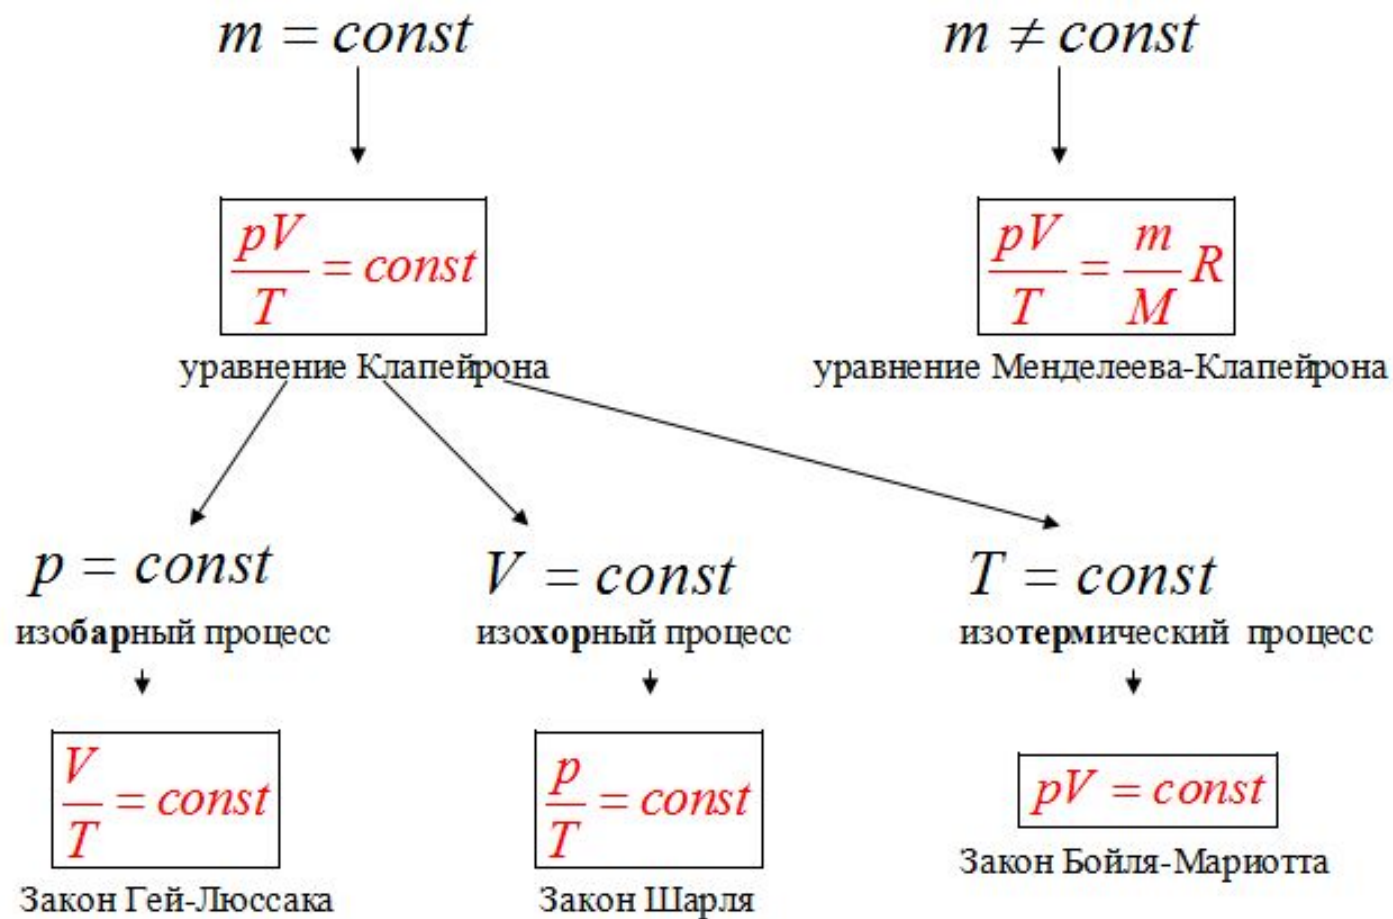 m = const
m ≠ const
pV/T = const
pV/T = m/M R
уравнение Клапейрона
уравнение Менделеева-Клапейрона
p = const
V = const
T = const
изобарный процесс
изохорный процесс
изотермический процесс
V/T = const
p/T = const
pV = const
Закон Гей-Люссака
Закон Шарля
Закон Бойля-Мариотта